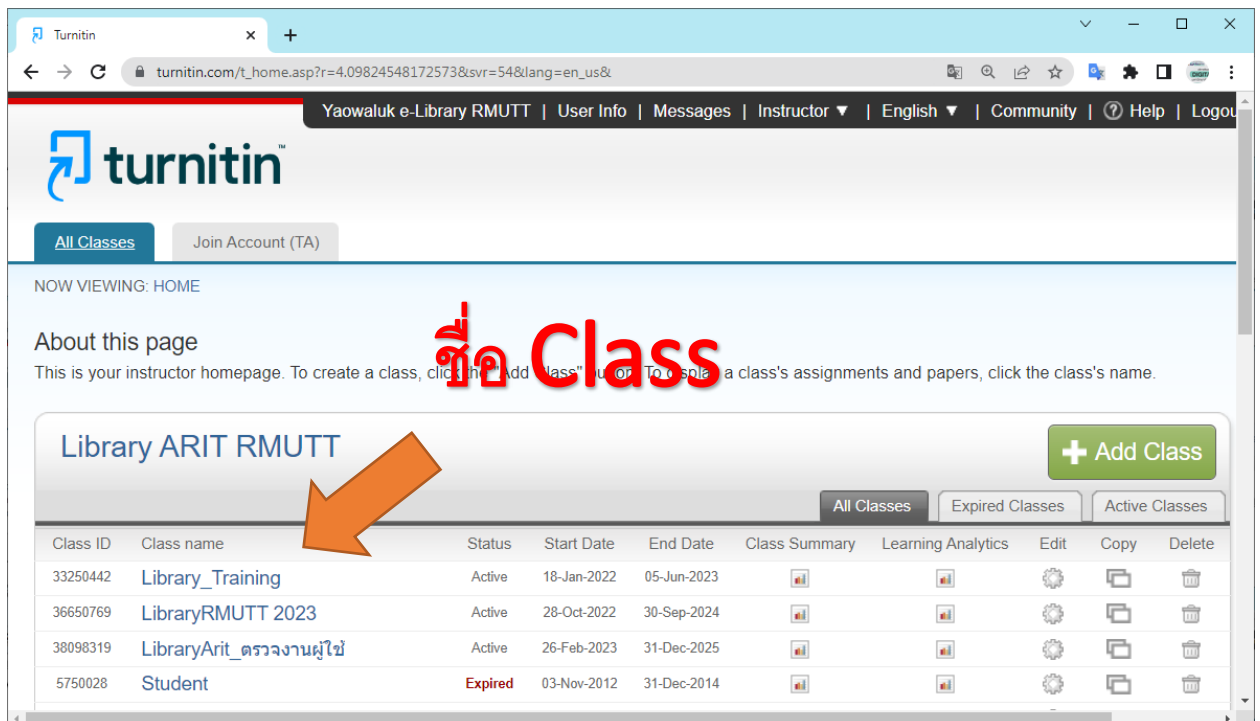 Turnitin
turnitin.com/t_home.asp?r=4.09824548172573&svr=54&lang=en_us&
Yaowaluk e-Library RMUTT | User Info | Messages | Instructor ▼ | English ▼ | Community | ? Help | Logou
turnitin™
All Classes Join Account (TA)
NOW VIEWING: HOME
About this page
ชื่อ Class
This is your instructor homepage. To create a class, click the "Add Class" button. To display a class's assignments and papers, click the class's name.
Library ARIT RMUTT
+ Add Class
All Classes Expired Classes Active Classes
Class ID Class name Status Start Date End Date Class Summary Learning Analytics Edit Copy Delete
33250442 Library_Training Active 18-Jan-2022 05-Jun-2023
36650769 LibraryRMUTT 2023 Active 28-Oct-2022 30-Sep-2024
38098319 LibraryArit_ตรวจงานผู้ใช้ Active 26-Feb-2023 31-Dec-2025
5750028 Student Expired 03-Nov-2012 31-Dec-2014